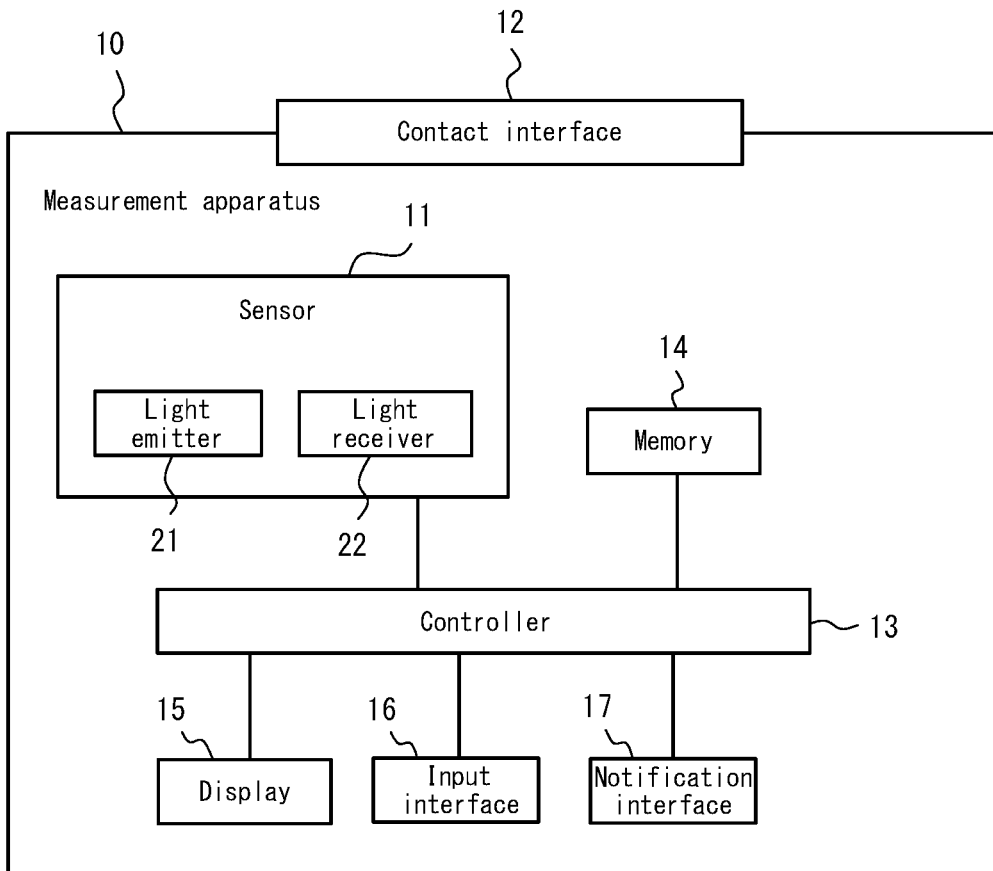 12
10
Contact interface
Measurement apparatus
11
Sensor
14
Light
emitter
Light
receiver
Memory
21
22
Controller
13
15
16
17
Display
Input
interface
Notification
interface